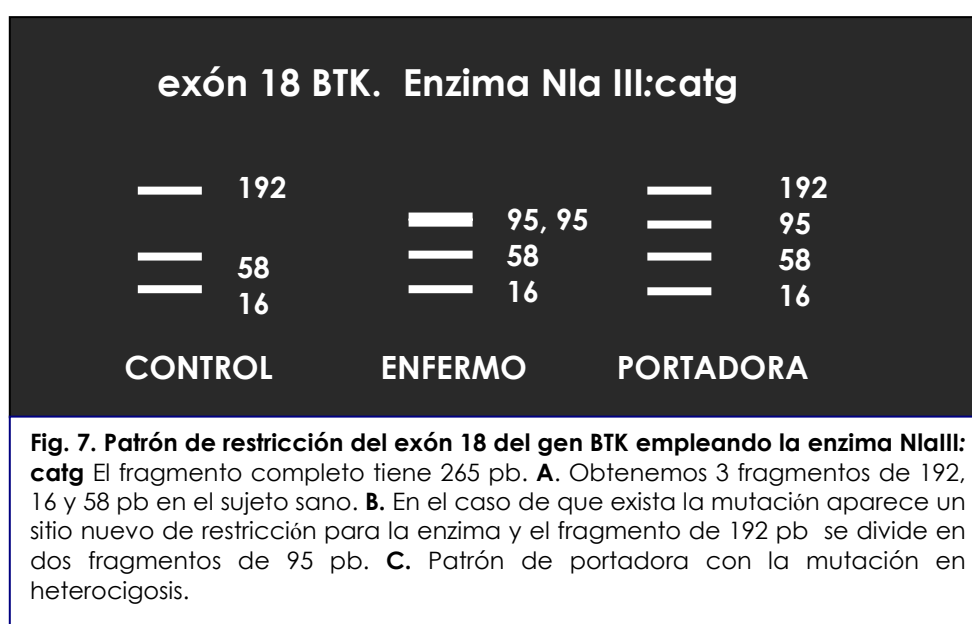 exón 18 BTK. Enzima Nla III:catg
192
58
16
95, 95
58
16
192
95
58
16
CONTROL ENFERMO PORTADORA
Fig. 7. Patrón de restricción del exón 18 del gen BTK empleando la enzima NlaIII:
catg El fragmento completo tiene 265 pb. A. Obtenemos 3 fragmentos de 192,
16 y 58 pb en el sujeto sano. B. En el caso de que exista la mutación aparece un
sitio nuevo de restricción para la enzima y el fragmento de 192 pb se divide en
dos fragmentos de 95 pb. C. Patrón de portadora con la mutación en
heterocigosis.